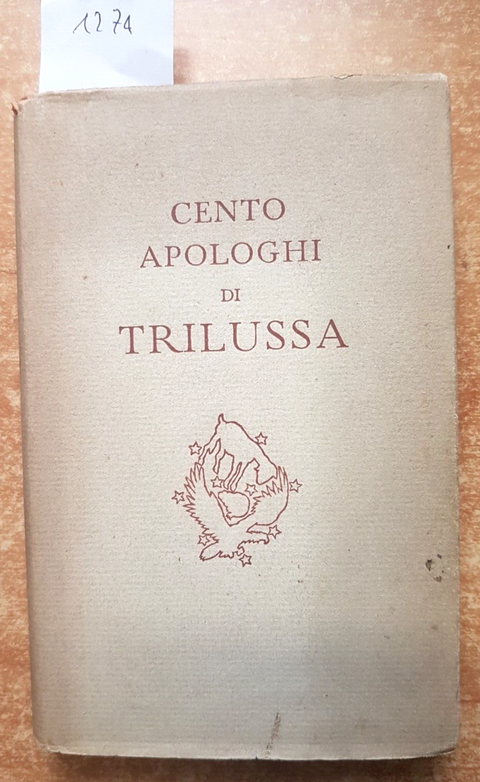 1274
CENTO
APOLOGHI
DI
TRILUSSA